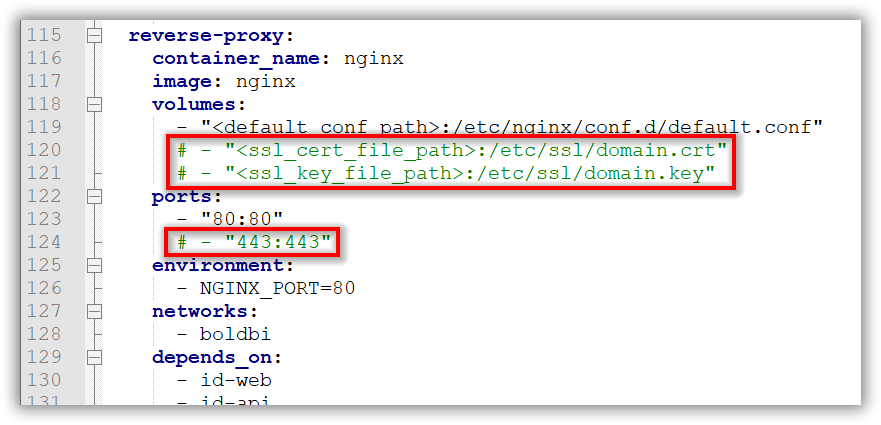 115 reverse-proxy:
116 container_name: nginx
117 image: nginx
118 volumes:
119 - "<default_conf_path>:/etc/nginx/conf.d/default.conf"
120 # - "<ssl_cert_file_path>:/etc/ssl/domain.crt"
121 # - "<ssl_key_file_path>:/etc/ssl/domain.key"
122 ports:
123 - "80:80"
124 # - "443:443"
125 environment:
126 - NGINX_PORT=80
127 networks:
128 - boldbi
129 depends_on:
130 - id-web
131 - id-api